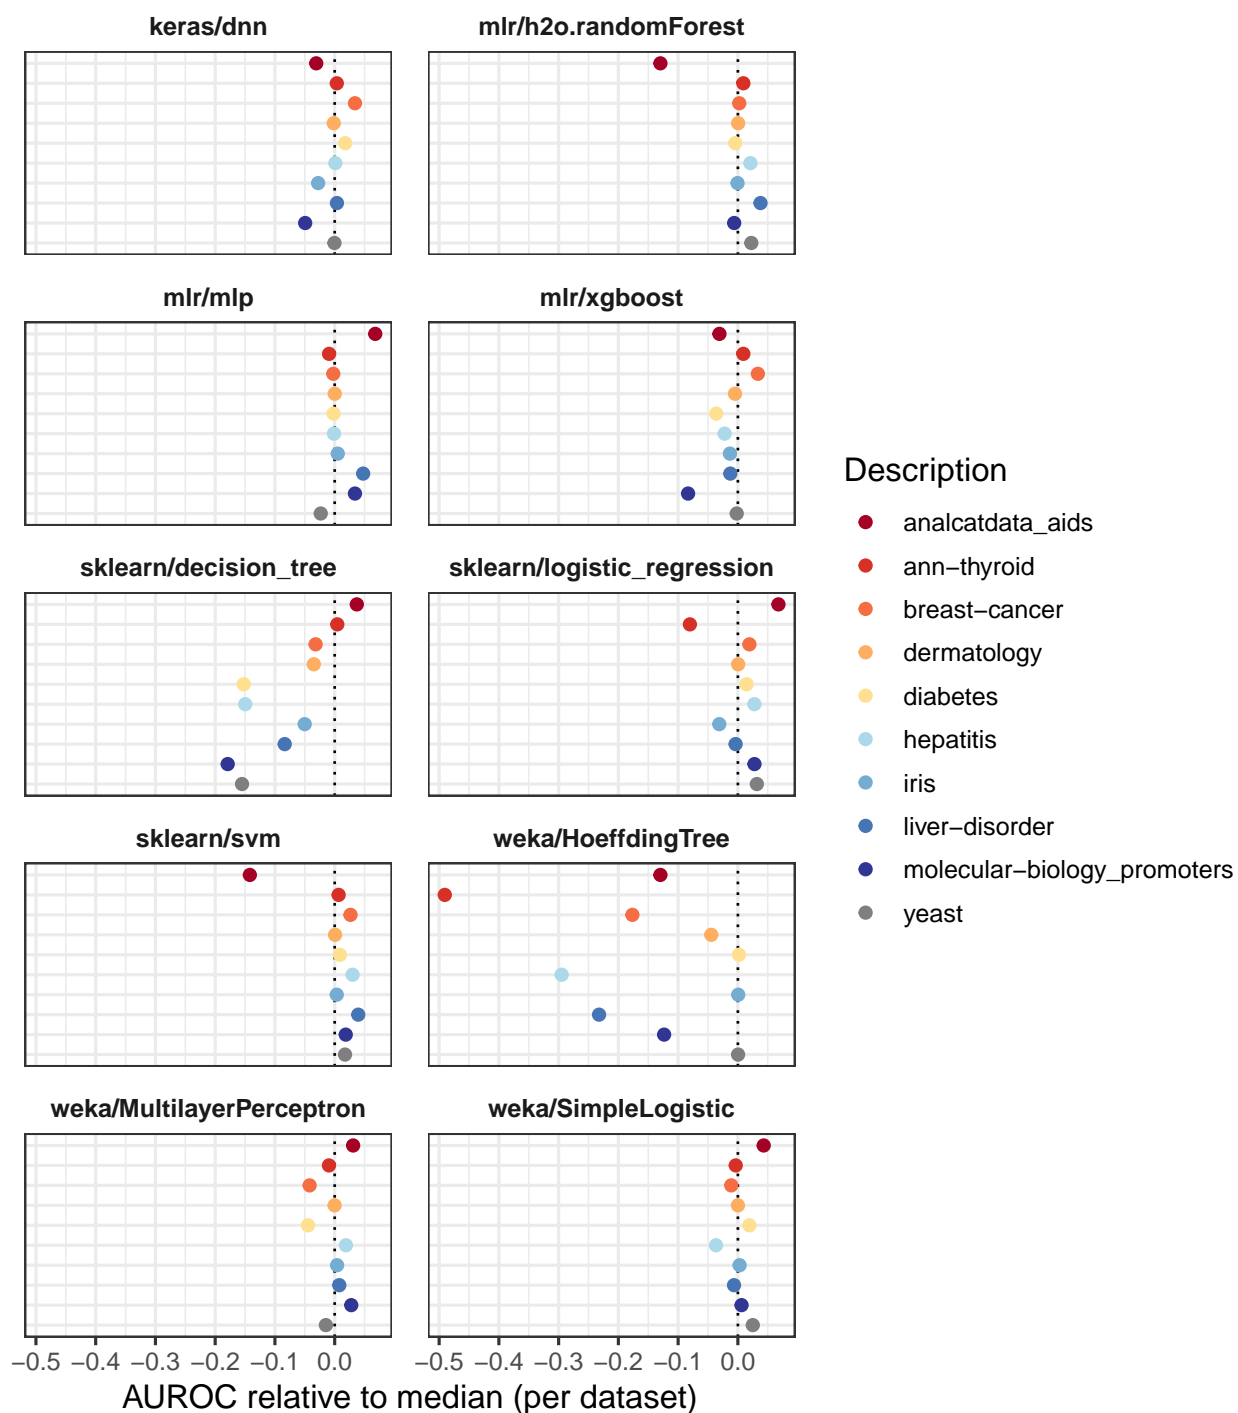 keras/dnn
mlr/h2o.randomForest
mlr/mlp
mlr/xgboost
sklearn/decision_tree
sklearn/logistic_regression
sklearn/svm
weka/HoeffdingTree
weka/MultilayerPerceptron
weka/SimpleLogistic
−0.5 −0.4 −0.3 −0.2 −0.1 0.0
−0.5 −0.4 −0.3 −0.2 −0.1 0.0
AUROC relative to median (per dataset)
Description
analcatdata_aids
ann−thyroid
breast−cancer
dermatology
diabetes
hepatitis
iris
liver−disorder
molecular−biology_promoters
yeast